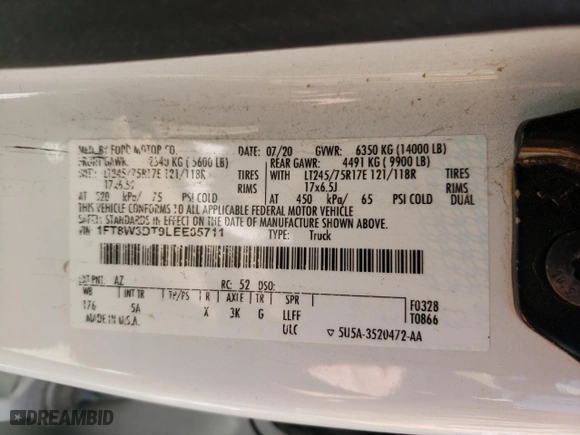 MFD. BY FORD MOTOR CO.
DATE: 07/20 GVWR: 6350 KG (14000 LB)
FRONT GAWR: 2540 KG (5600 LB) REAR GAWR: 4491 KG (9900 LB)
LT245/75R17E 121/118R TIRES LT245/75R17E 121/118R TIRES
17x6.5J RIMS 17x6.5J RIMS
at 520 kPa/ 75 PSI COLD at 450 kPa/ 65 PSI COLD DUAL
THIS VEHICLE CONFORMS TO ALL APPLICABLE FEDERAL MOTOR VEHICLE
SAFETY STANDARDS IN EFFECT ON THE DATE OF MANUFACTURE SHOWN ABOVE.
VIN: 1FT8W3DT9LEE85711 TYPE: Truck
EXT PNT: AZ RC: 52 DSO:
WB INT TR TP/PS R AXLE TR SPR F0328
176 SA X 3K G LLFF T0866
MADE IN U.S.A. ULC ▽ 5U5A-3520472-AA
DREAMBID